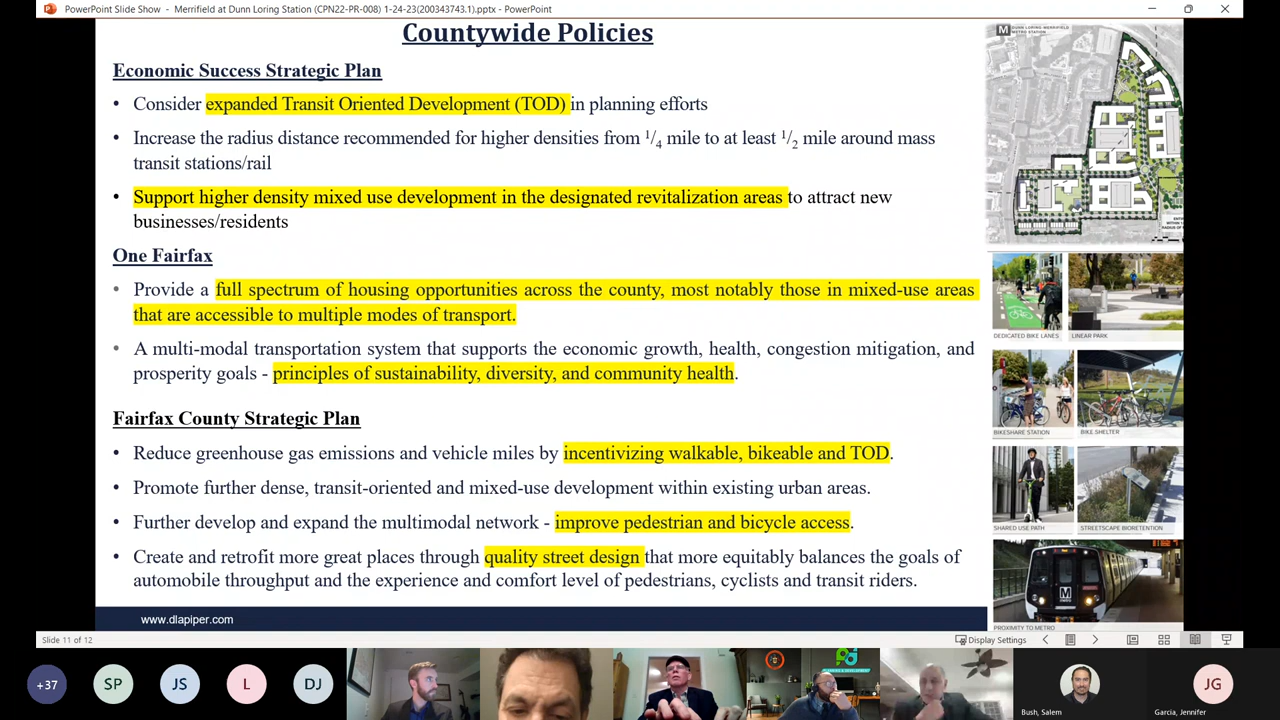 PowerPoint Slide Show - Merrifield at Dunn Loring Station (CPN22-PR-008) 1-24-23(200343743.1).pptx - PowerPoint
Countywide Policies
Economic Success Strategic Plan
• Consider expanded Transit Oriented Development (TOD) in planning efforts
• Increase the radius distance recommended for higher densities from 1/4 mile to at least 1/2 mile around mass
transit stations/rail
• Support higher density mixed use development in the designated revitalization areas to attract new
businesses/residents
One Fairfax
• Provide a full spectrum of housing opportunities across the county, most notably those in mixed-use areas
that are accessible to multiple modes of transport.
• A multi-modal transportation system that supports the economic growth, health, congestion mitigation, and
prosperity goals - principles of sustainability, diversity, and community health.
Fairfax County Strategic Plan
• Reduce greenhouse gas emissions and vehicle miles by incentivizing walkable, bikeable and TOD.
• Promote further dense, transit-oriented and mixed-use development within existing urban areas.
• Further develop and expand the multimodal network - improve pedestrian and bicycle access.
• Create and retrofit more great places through quality street design that more equitably balances the goals of
automobile throughput and the experience and comfort level of pedestrians, cyclists and transit riders.
www.dlapiper.com
M DUNN LORING-MERRIFIELD
METRO STATION
DEDICATED BIKE LANES
LINEAR PARK
BIKESHARE STATION
BIKE SHELTER
SHARED USE PATH
STREETSCAPE BIORETENTION
M
PROXIMITY TO METRO
Slide 11 of 12
Display Settings
+37
SP
JS
L
DJ
Bush, Salem
JG
Garcia, Jennifer